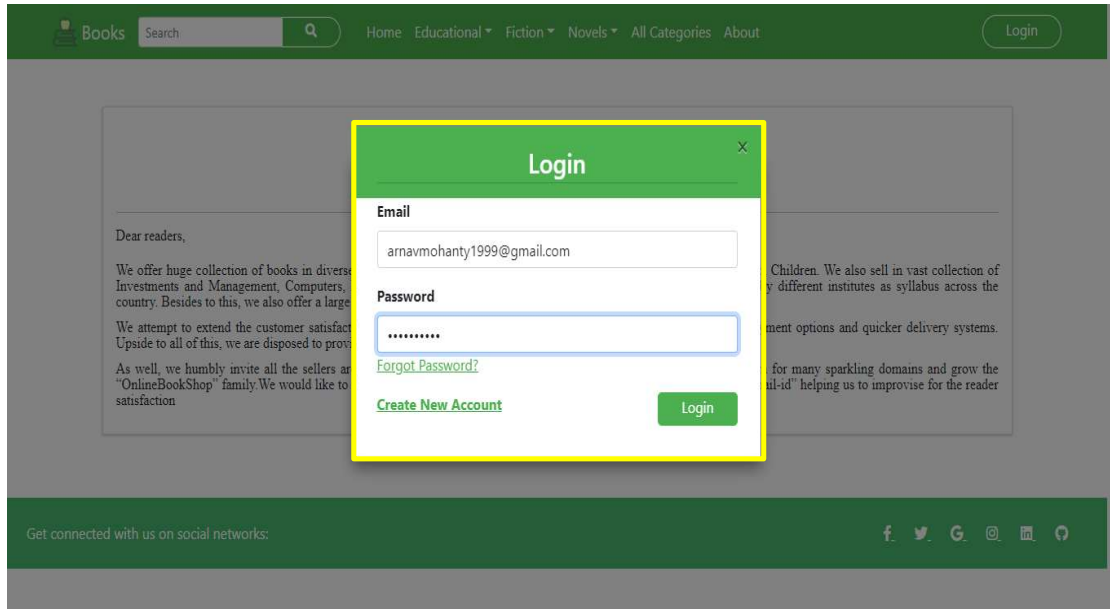 Books Search Home Educational Fiction Novels All Categories About Login
Login
x
Email
arnavmohanty1999@gmail.com
Password
••••••••••
Forgot Password?
Create New Account
Login
Dear readers,
We offer huge collection of books in diverse Children. We also sell in vast collection of
Investments and Management, Computers, different institutes as syllabus across the
country. Besides to this, we also offer a large
We attempt to extend the customer satisfact ment options and quicker delivery systems.
Upside to all of this, we are disposed to prov
As well, we humbly invite all the sellers ar for many sparkling domains and grow the
“OnlineBookShop” family.We would like to il-id” helping us to improvise for the reader
satisfaction
Get connected with us on social networks: